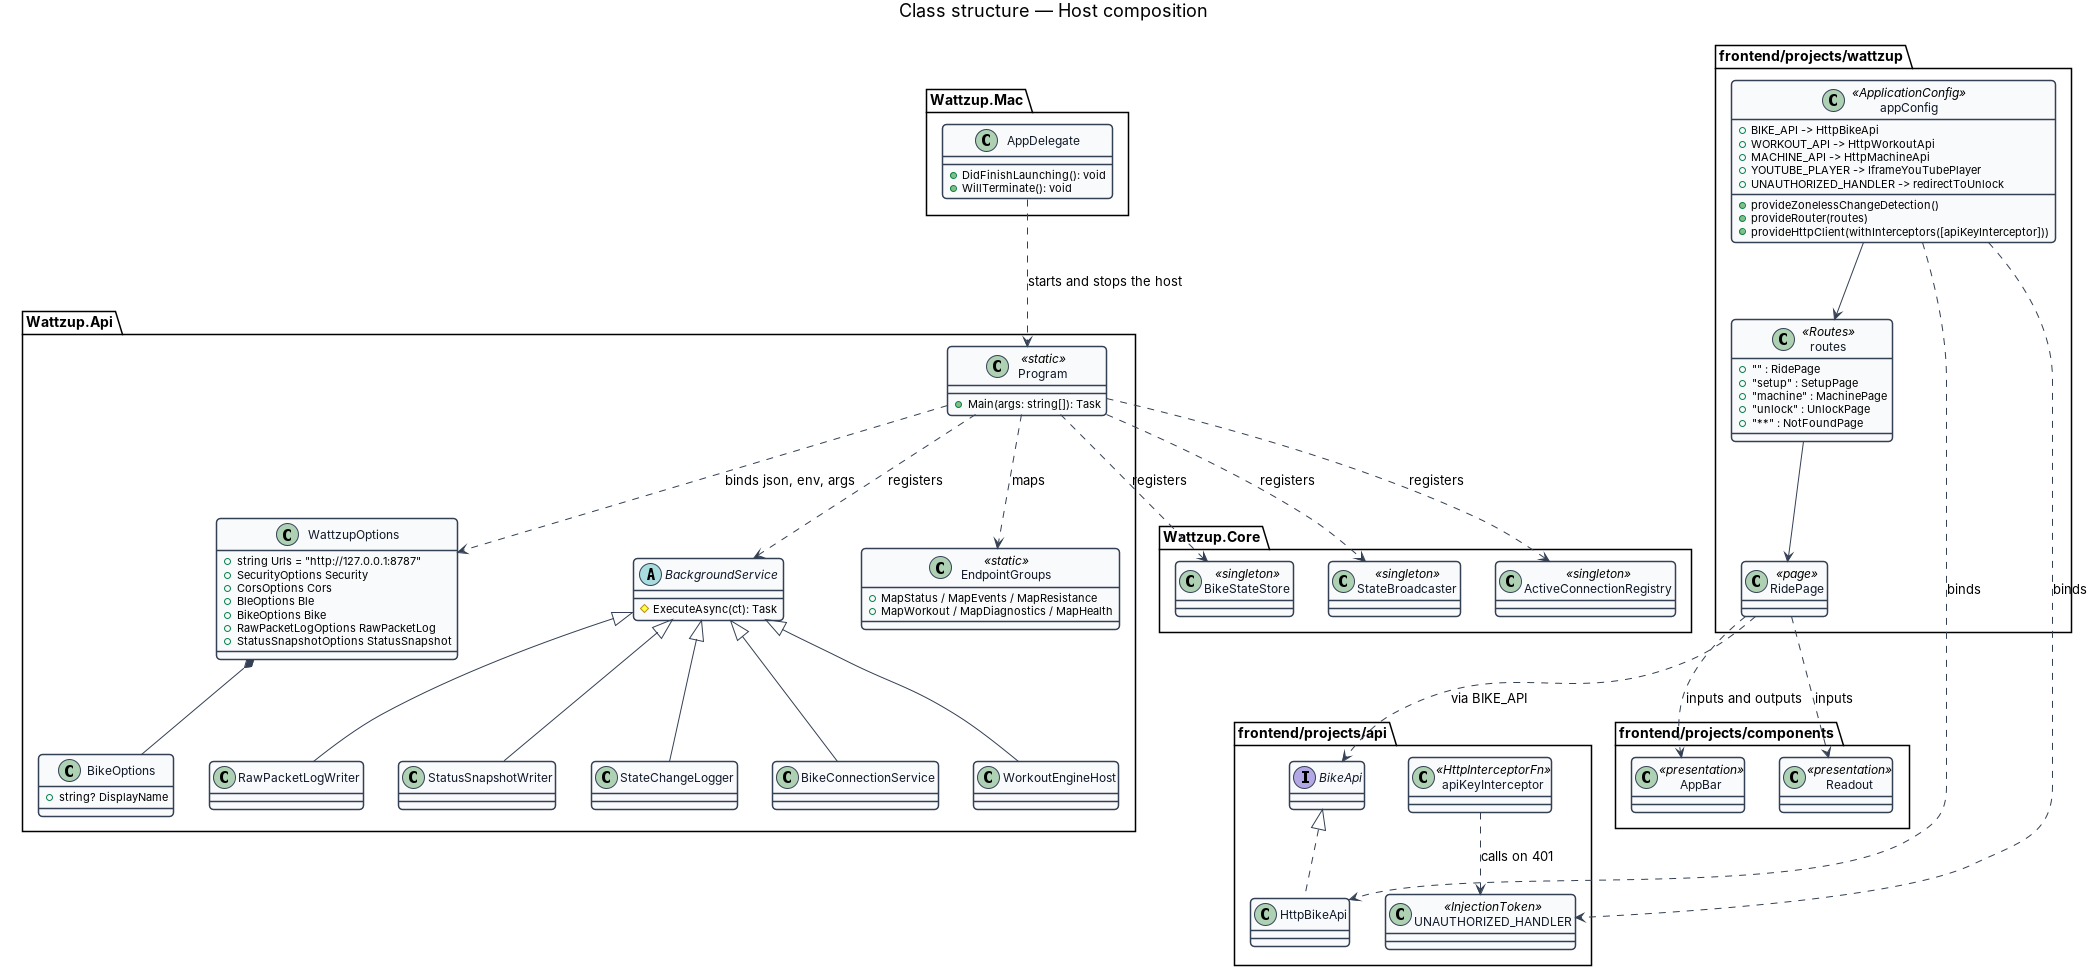 Class structure — Host composition
frontend/projects/wattzup
«ApplicationConfig»
C
appConfig
BIKE_API -> HttpBikeApi
WORKOUT_API -> HttpWorkoutApi
MACHINE_API -> HttpMachineApi
YOUTUBE_PLAYER -> IframeYouTubePlayer
UNAUTHORIZED_HANDLER -> redirectToUnlock
provideZonelessChangeDetection()
provideRouter(routes)
provideHttpClient(withInterceptors([apiKeyInterceptor]))
Wattzup.Mac
C AppDelegate
DidFinishLaunching(): void
WillTerminate(): void
starts and stops the host
Wattzup.Api
«static»
C
Program
Main(args: string[]): Task
«Routes»
C
routes
"" : RidePage
"setup" : SetupPage
"machine" : MachinePage
"unlock" : UnlockPage
"**" : NotFoundPage
binds json, env, args
registers
maps
registers
registers
registers
C WattzupOptions
string Urls = "http://127.0.0.1:8787"
SecurityOptions Security
CorsOptions Cors
BleOptions Ble
BikeOptions Bike
RawPacketLogOptions RawPacketLog
StatusSnapshotOptions StatusSnapshot
A BackgroundService
ExecuteAsync(ct): Task
«static»
C
EndpointGroups
MapStatus / MapEvents / MapResistance
MapWorkout / MapDiagnostics / MapHealth
Wattzup.Core
«singleton»
C
BikeStateStore
«singleton»
C
StateBroadcaster
«singleton»
C
ActiveConnectionRegistry
«page»
C
RidePage
binds
binds
via BIKE_API
inputs and outputs
inputs
C BikeOptions
string? DisplayName
C RawPacketLogWriter
C StatusSnapshotWriter
C StateChangeLogger
C BikeConnectionService
C WorkoutEngineHost
frontend/projects/api
I BikeApi
«HttpInterceptorFn»
C
apiKeyInterceptor
calls on 401
C HttpBikeApi
«InjectionToken»
C
UNAUTHORIZED_HANDLER
frontend/projects/components
«presentation»
C
AppBar
«presentation»
C
Readout